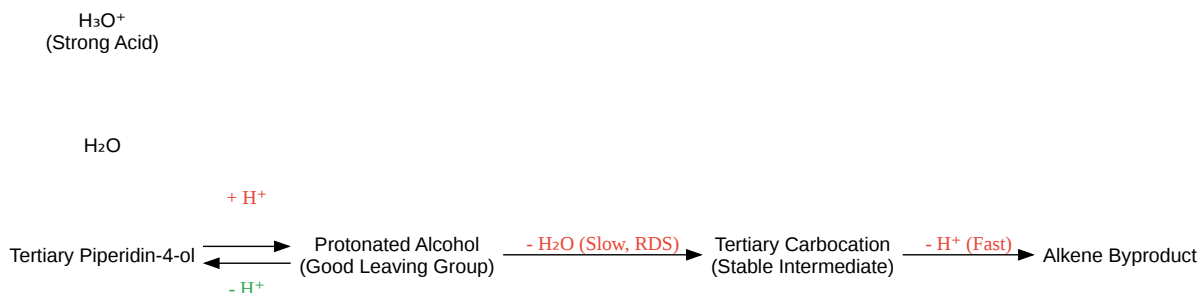 H₃O⁺
(Strong Acid)
H₂O
+ H⁺
Tertiary Piperidin-4-ol
Protonated Alcohol
(Good Leaving Group)
- H₂O (Slow, RDS)
Tertiary Carbocation
(Stable Intermediate)
- H⁺ (Fast)
Alkene Byproduct
- H⁺